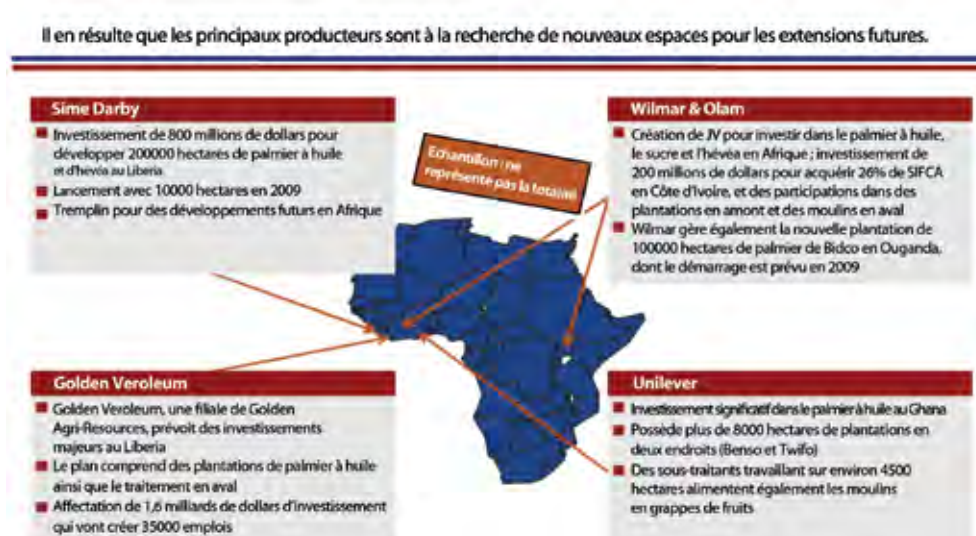 Il en résulte que les principaux producteurs sont à la recherche de nouveaux espaces pour les extensions futures.
Sime Darby
Investissement de 800 millions de dollars pour
développer 200000 hectares de palmier à huile
et d'hévéa au Liberia
Lancement avec 10000 hectares en 2009
Tremplin pour des développements futurs en Afrique
Echantillon : ne
représente pas la totalité
Wilmar & Olam
Création de JV pour investir dans le palmier à huile,
le sucre et l'hévéa en Afrique ; investissement de
200 millions de dollars pour acquérir 26% de SIFCA
en Côte d'Ivoire, et des participations dans des
plantations en amont et des moulins en aval
Wilmar gère également la nouvelle plantation de
100000 hectares de palmier de Bidco en Ouganda,
dont le démarrage est prévu en 2009
Golden Veroleum
Golden Veroleum, une filiale de Golden
Agri-Resources, prévoit des investissements
majeurs au Liberia
Le plan comprend des plantations de palmier à huile
ainsi que le traitement en aval
Affectation de 1,6 milliards de dollars d'investissement
qui vont créer 35000 emplois
Unilever
Investissement significatif dans le palmier à huile au Ghana
Possède plus de 8000 hectares de plantations en
deux endroits (Benso et Twifo)
Des sous-traitants travaillant sur environ 4500
hectares alimentent également les moulins
en grappes de fruits